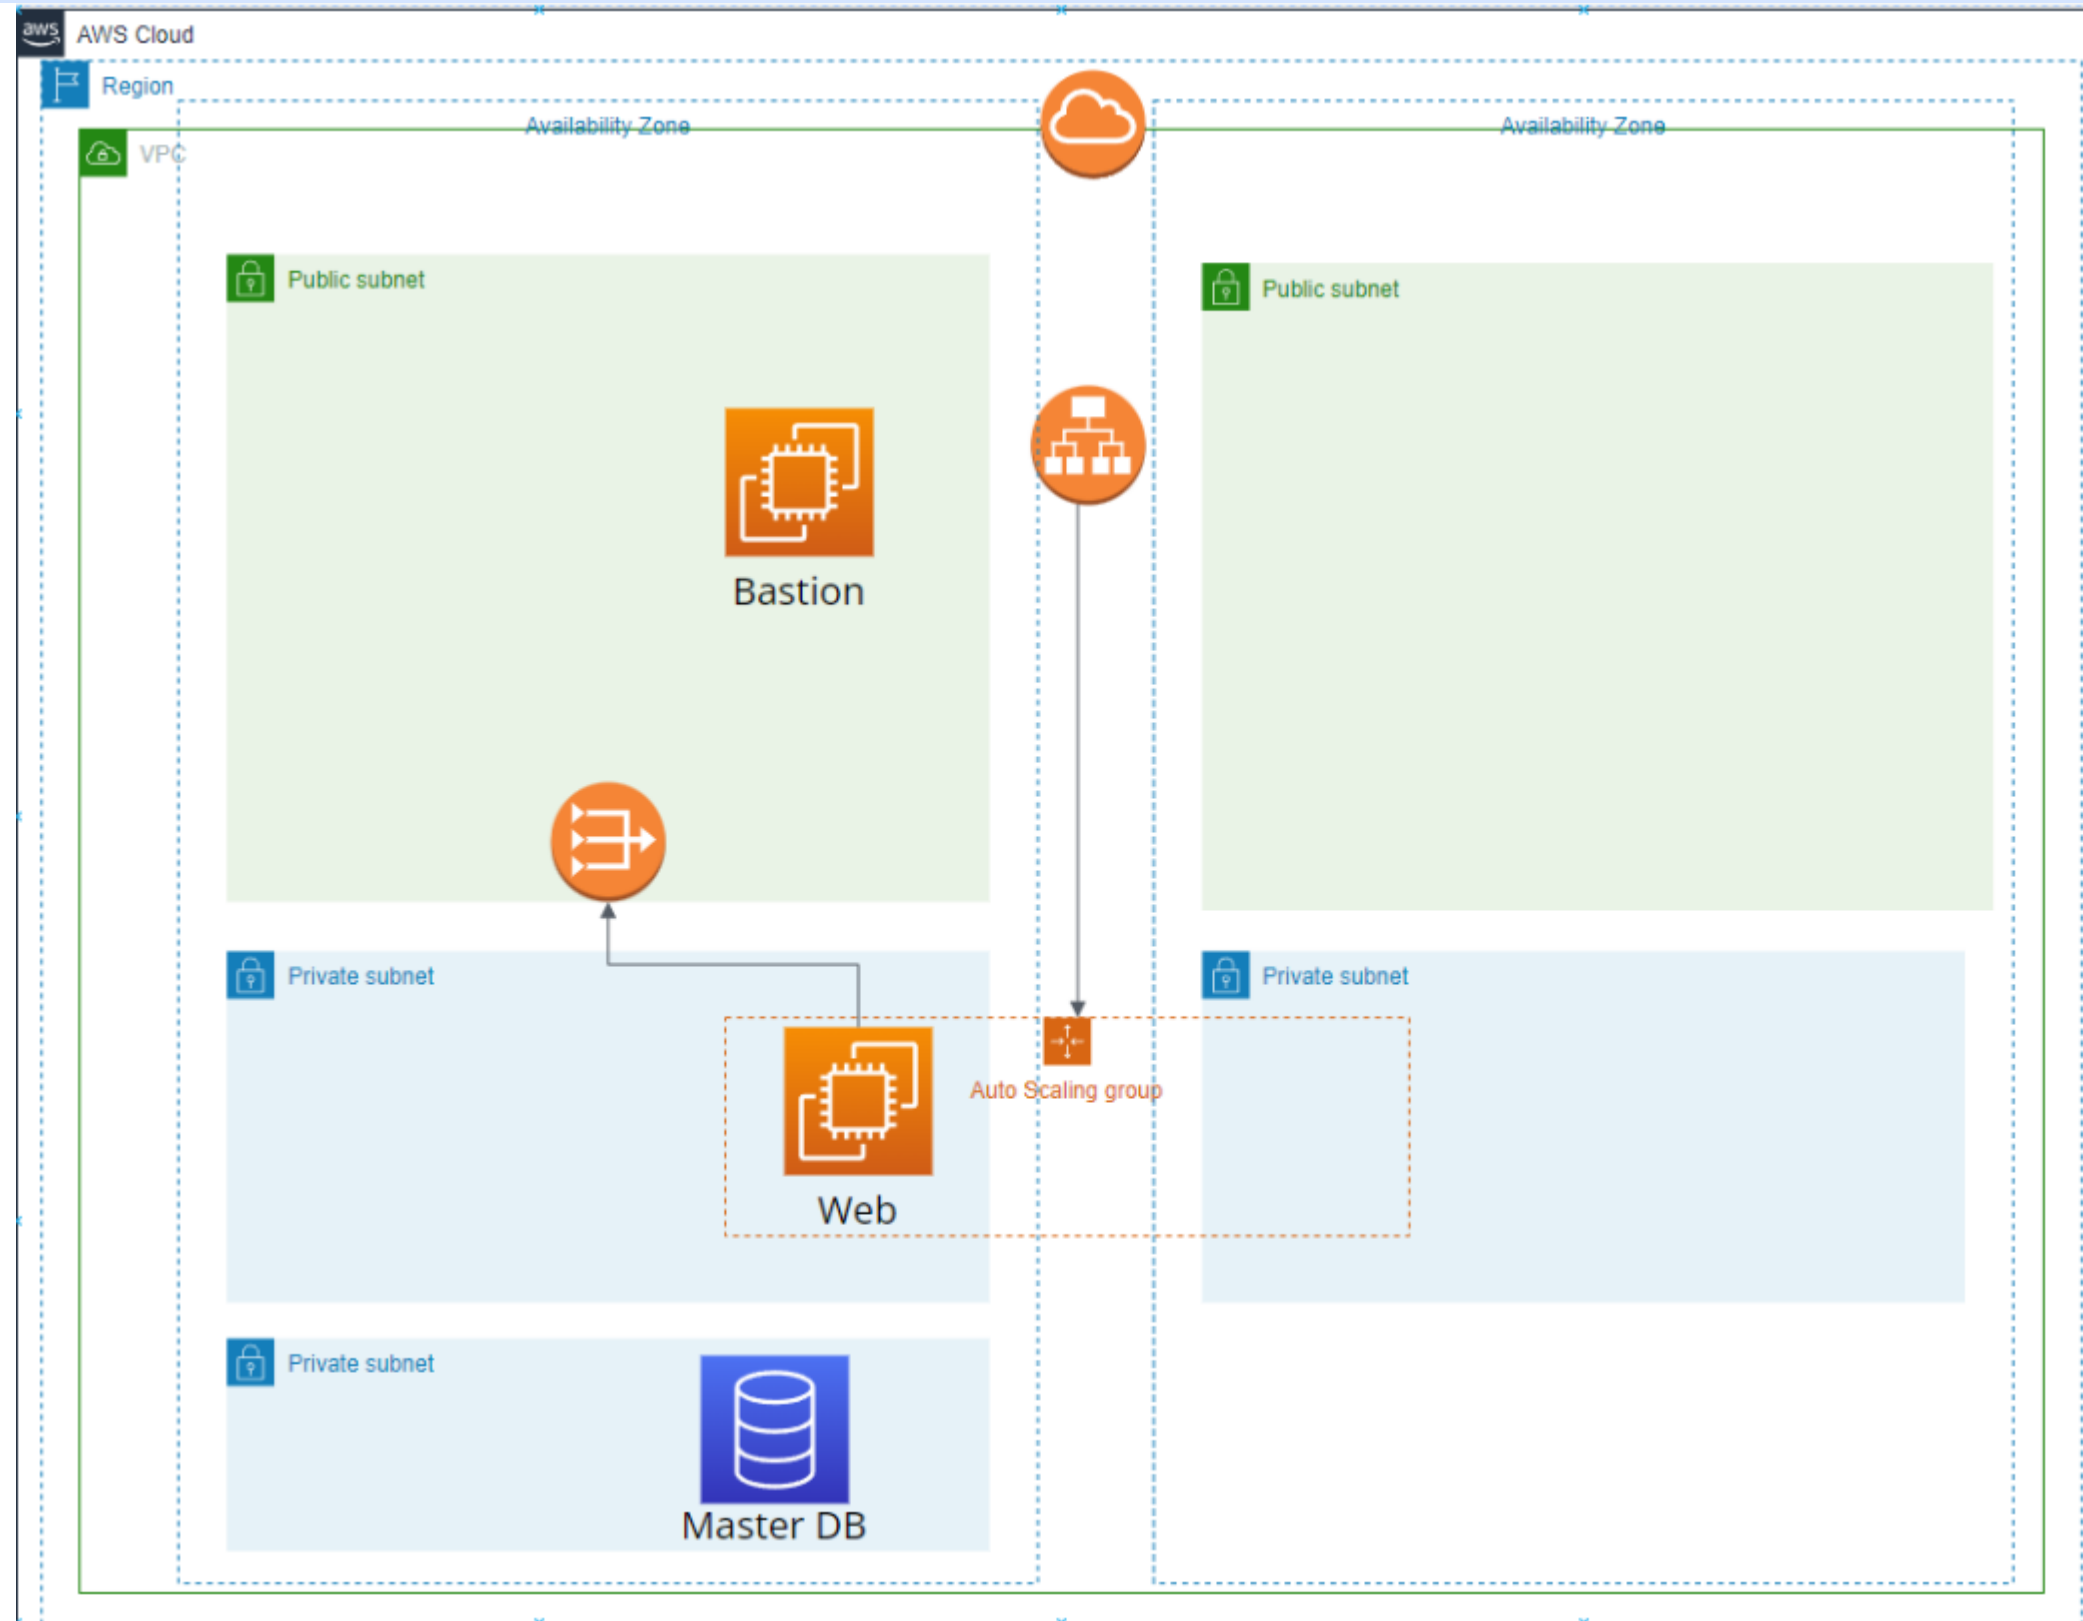 aws
AWS Cloud
Region
Availability Zone
Availability Zone
VPC
Public subnet
Public subnet
Bastion
Private subnet
Private subnet
Auto Scaling group
Web
Private subnet
Master DB